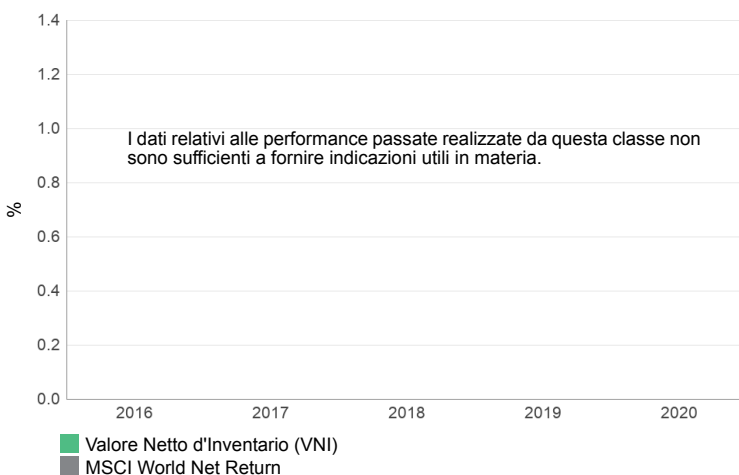 1.4
1.2
1.0
I dati relativi alle performance passate realizzate da questa classe non
sono sufficienti a fornire indicazioni utili in materia.
0.8
%
0.6
0.4
0.2
0.0
2016 2017 2018 2019 2020
Valore Netto d'Inventario (VNI)
MSCI World Net Return